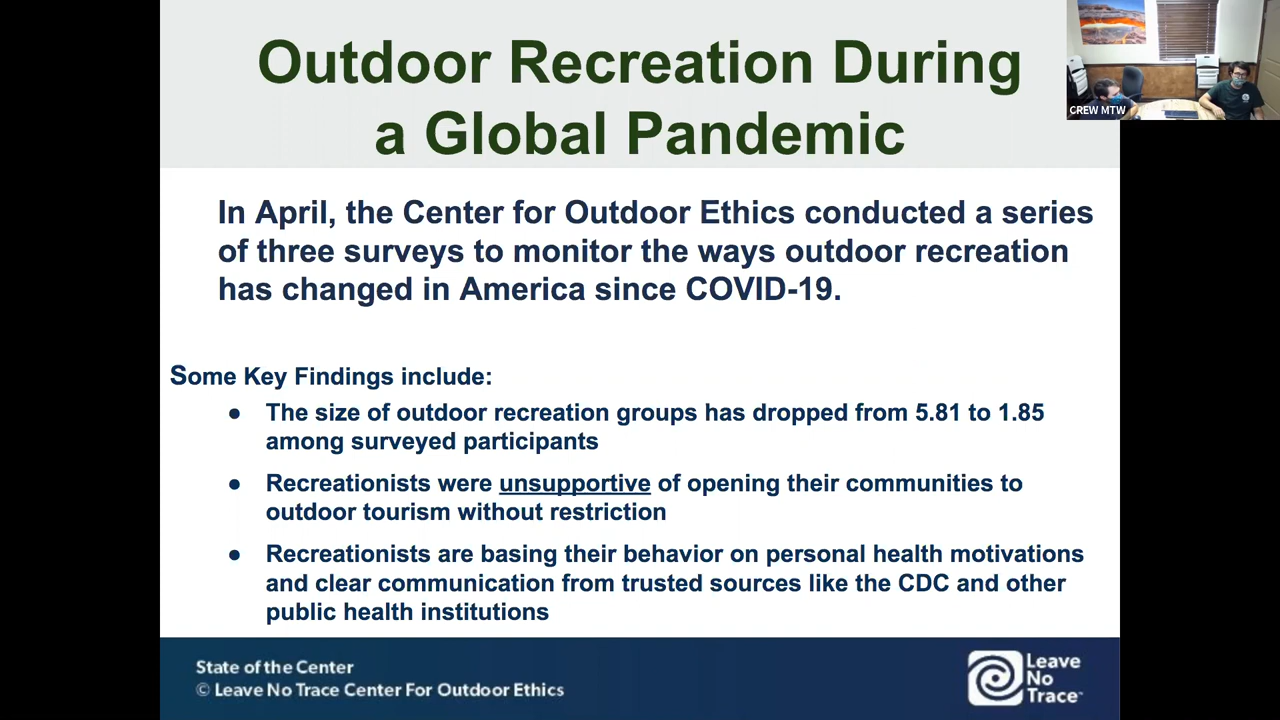 Outdoor Recreation During
a Global Pandemic
CREW MTW
In April, the Center for Outdoor Ethics conducted a series
of three surveys to monitor the ways outdoor recreation
has changed in America since COVID-19.
Some Key Findings include:
● The size of outdoor recreation groups has dropped from 5.81 to 1.85
among surveyed participants
● Recreationists were unsupportive of opening their communities to
outdoor tourism without restriction
● Recreationists are basing their behavior on personal health motivations
and clear communication from trusted sources like the CDC and other
public health institutions
State of the Center
© Leave No Trace Center For Outdoor Ethics
Leave
No
Trace™